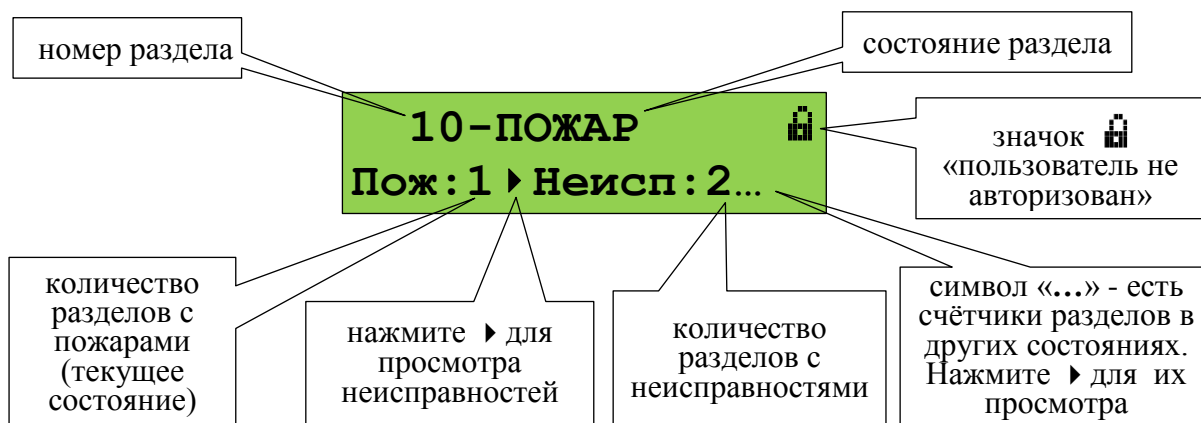 номер раздела
состояние раздела
10-ПОЖАР
Пож:1▶Неисп:2…
значок
«пользователь не
авторизован»
количество
разделов с
пожарами
(текущее
состояние)
нажмите ▶ для
просмотра
неисправностей
количество
разделов с
неисправностями
символ «...» - есть
счётчики разделов в
других состояниях.
Нажмите ▶ для их
просмотра